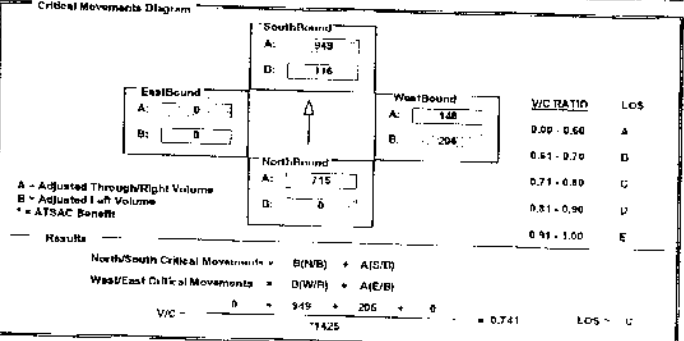 Critical Movements Diagram
SouthBound
A: 949
B: 116
EastBound
A: 0
B: 0
WestBound
A: 148
B: 206
NorthBound
A: 715
B: 0
V/C RATIO LOS
0.00 - 0.60 A
0.61 - 0.70 B
0.71 - 0.80 C
0.81 - 0.90 D
0.91 - 1.00 E
A = Adjusted Through/Right Volume
B = Adjusted Left Volume
* = ATSAC Benefit
Results
North/South Critical Movements = B(N/B) + A(S/B)
West/East Critical Movements = B(W/B) + A(E/B)
V/C = 0 + 949 + 206 + 0 = 0.741 LOS = C
*1425